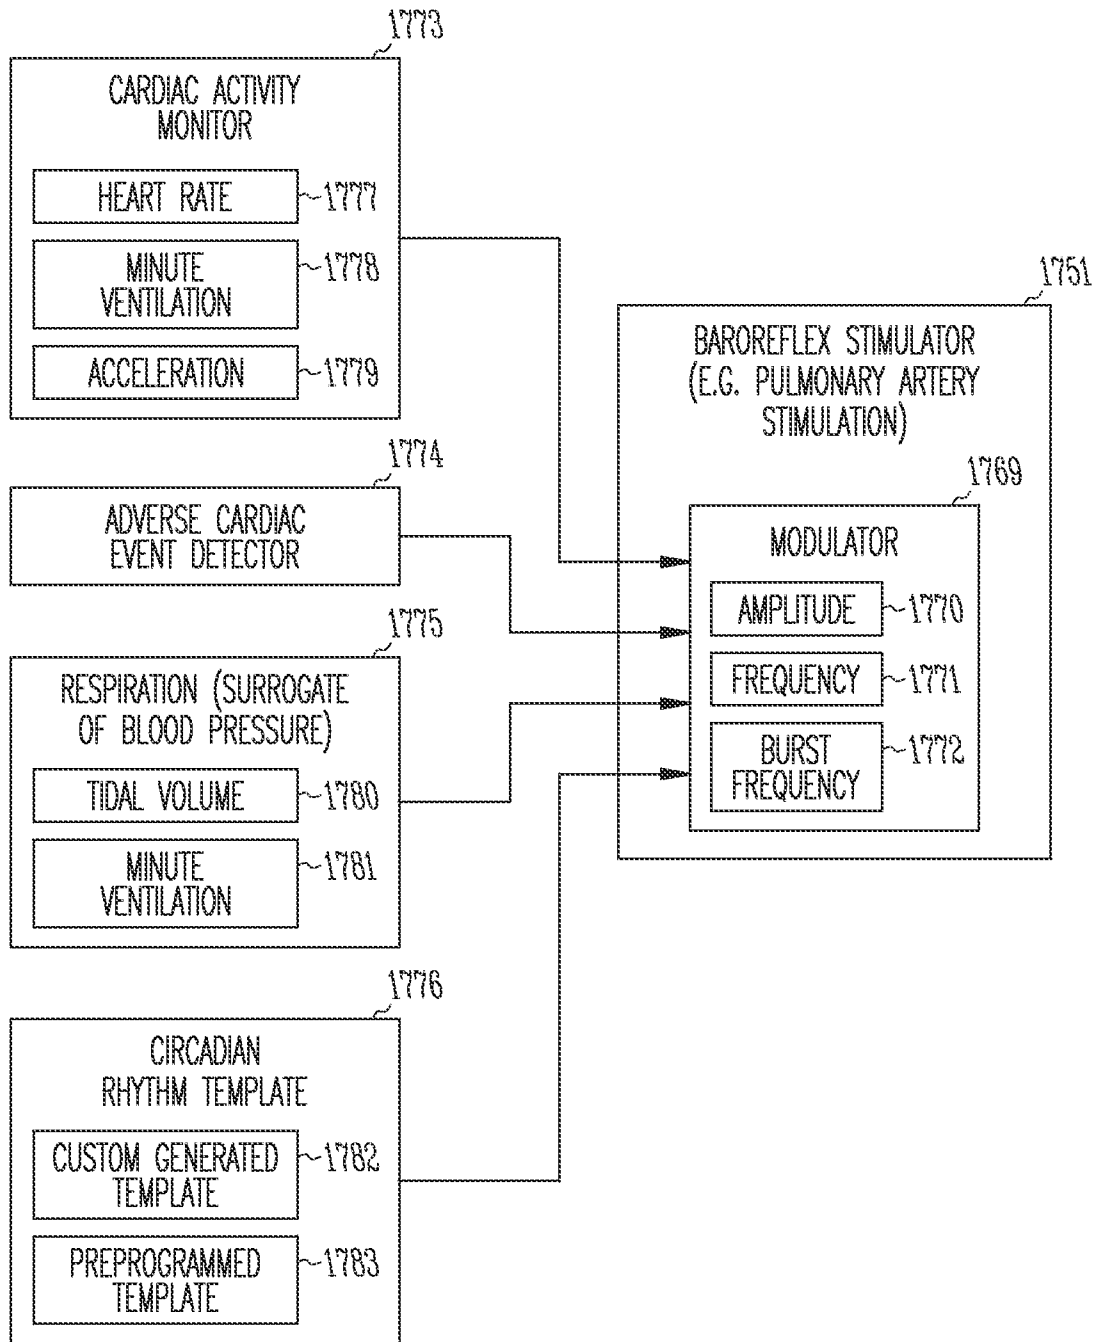 1773
CARDIAC ACTIVITY
MONITOR
HEART RATE
1777
MINUTE
VENTILATION
1778
ACCELERATION
1779
1774
ADVERSE CARDIAC
EVENT DETECTOR
1775
RESPIRATION (SURROGATE
OF BLOOD PRESSURE)
TIDAL VOLUME
1780
MINUTE
VENTILATION
1781
1776
CIRCADIAN
RHYTHM TEMPLATE
CUSTOM GENERATED
TEMPLATE
1782
PREPROGRAMMED
TEMPLATE
1783
1751
BAROREFLEX STIMULATOR
(E.G. PULMONARY ARTERY
STIMULATION)
1769
MODULATOR
AMPLITUDE
1770
FREQUENCY
1771
BURST
FREQUENCY
1772